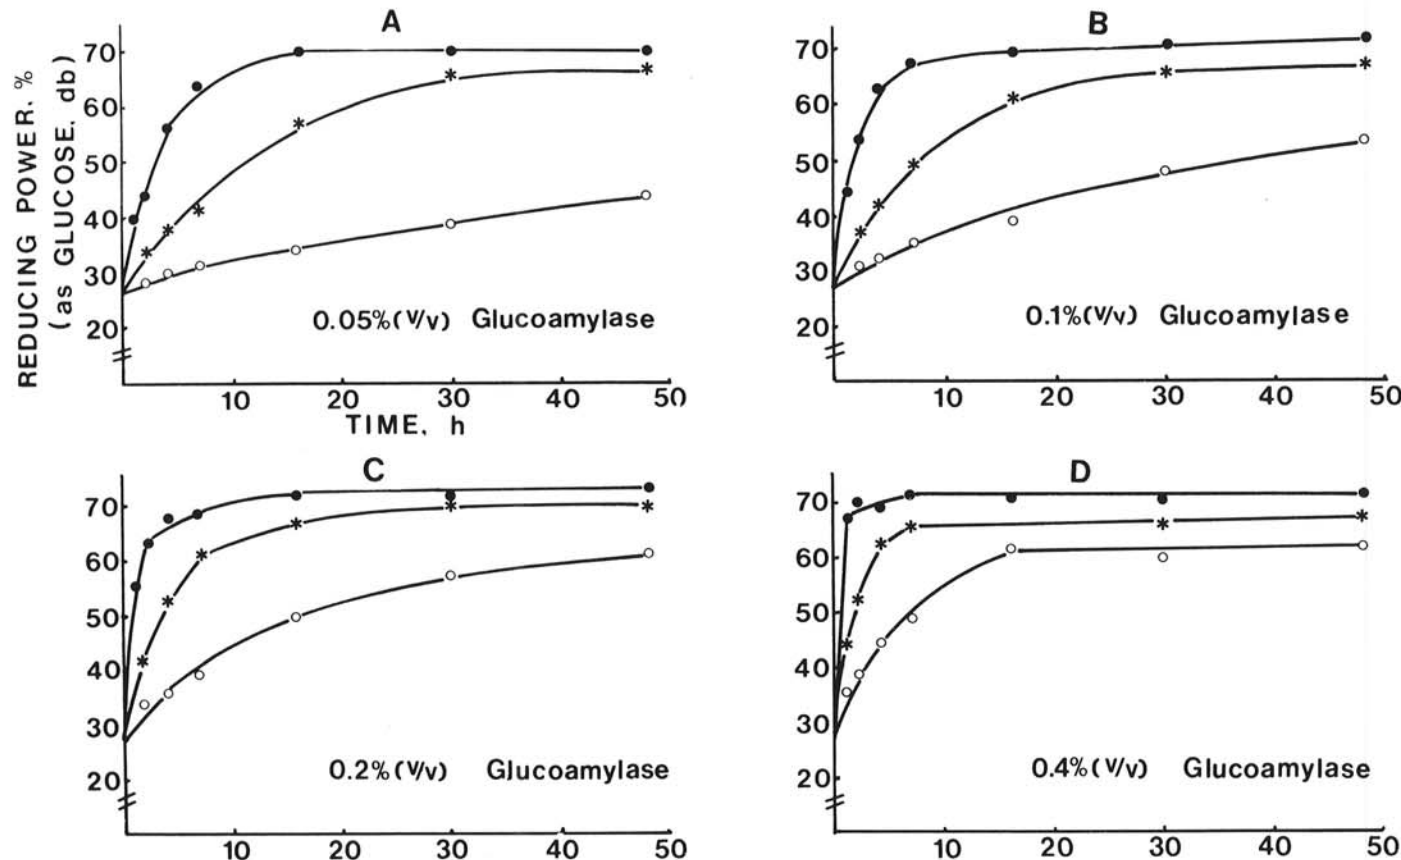 A
REDUCING POWER, %
(as GLUCOSE, db)
70
60
50
40
30
20
0.05%(V/v) Glucoamylase
10 20 30 40 50
TIME, h
B
70
60
50
40
30
20
0.1%(V/v) Glucoamylase
10 20 30 40 50
C
70
60
50
40
30
20
0.2%(V/v) Glucoamylase
10 20 30 40 50
D
70
60
50
40
30
20
0.4%(V/v) Glucoamylase
10 20 30 40 50